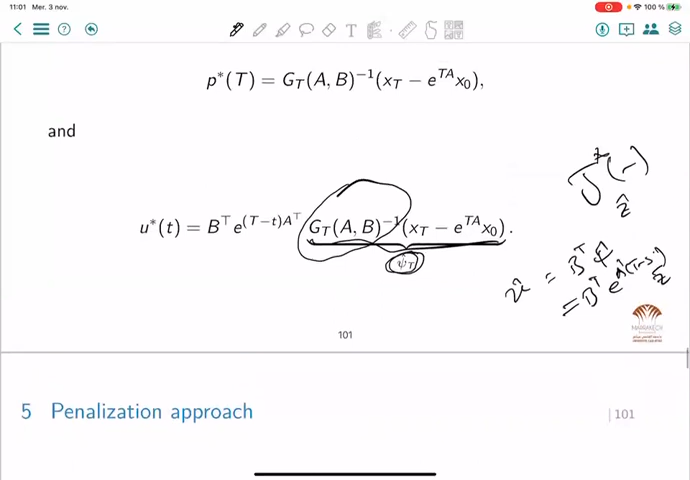 11:01 Mer. 3 nov.
100 %
p*(T) = G_T(A, B)⁻¹(x_T − e^{TA}x_0),
and
u*(t) = B^⊤ e^{(T−t)A^⊤} G_T(A, B)⁻¹(x_T − e^{TA}x_0).
ψ_T
101
5 Penalization approach
| 101